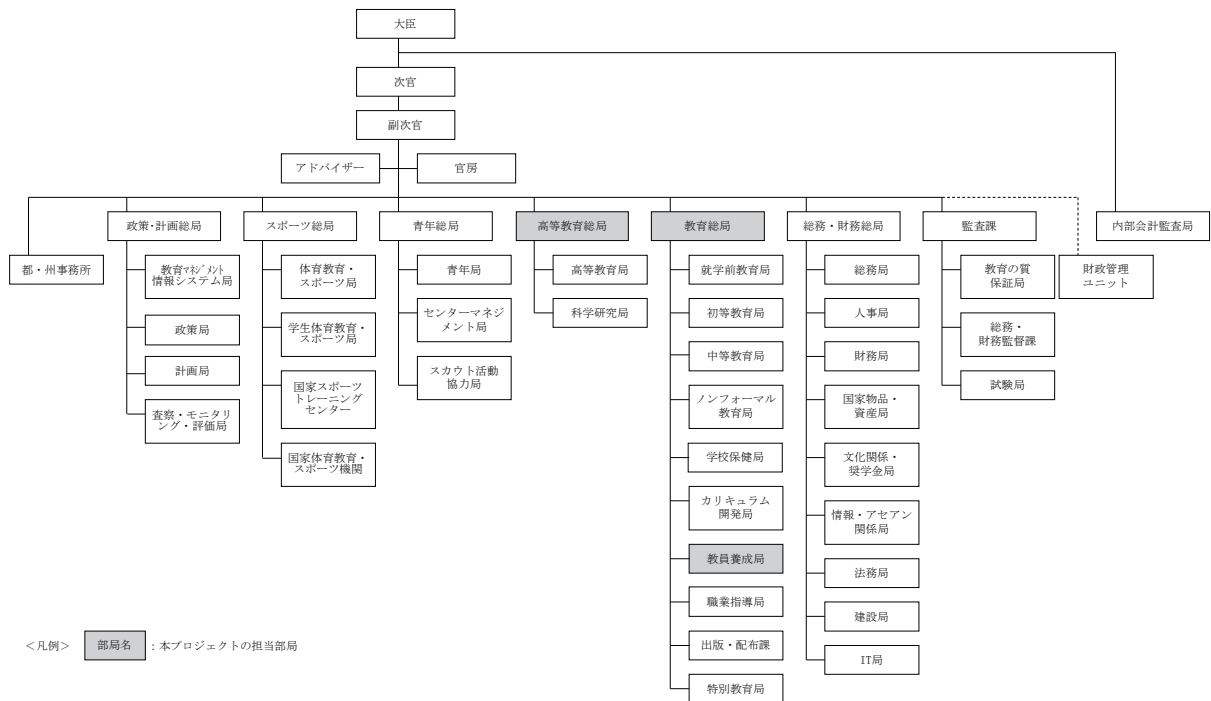 大臣
次官
副次官
アドバイザー
官房
政策・計画総局
スポーツ総局
青年総局
高等教育総局
教育総局
総務・財務総局
監査課
内部会計監査局
都・州事務所
教育ﾏﾈｼﾞﾒﾝﾄ
情報システム局
政策局
計画局
査察・モニタリ
ング・評価局
体育教育・
スポーツ局
学生体育教育・
スポーツ局
国家スポーツ
トレーニング
センター
国家体育教育・
スポーツ機関
青年局
センターマネジ
メント局
スカウト活動
協力局
高等教育局
科学研究局
就学前教育局
初等教育局
中等教育局
ノンフォーマル
教育局
学校保健局
カリキュラム
開発局
教員養成局
職業指導局
出版・配布課
特別教育局
総務局
人事局
財務局
国家物品・
資産局
文化関係・
奨学金局
情報・アセアン
関係局
法務局
建設局
IT局
教育の質
保証局
総務・
財務監督課
試験局
財政管理
ユニット
＜凡例＞ 部局名 ：本プロジェクトの担当部局